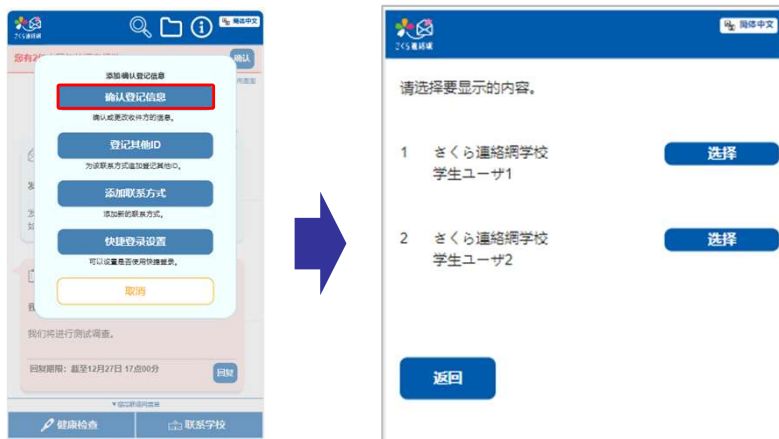 さくら連絡網
简体中文
您有2
确认
添加/确认登记信息
确认登记信息
确认或更改收件方的信息。
登记其他ID
为该联系方式追加登记其他ID。
添加联系方式
添加新的联系方式。
快捷登录设置
可以设置是否使用快捷登录。
取消
我们将进行测试调查。
回复期限：截至12月27日 17点00分
回复
健康检查
联系学校
さくら連絡網
简体中文
请选择要显示的内容。
1 さくら連絡網学校
学生ユーザ1
选择
2 さくら連絡網学校
学生ユーザ2
选择
返回